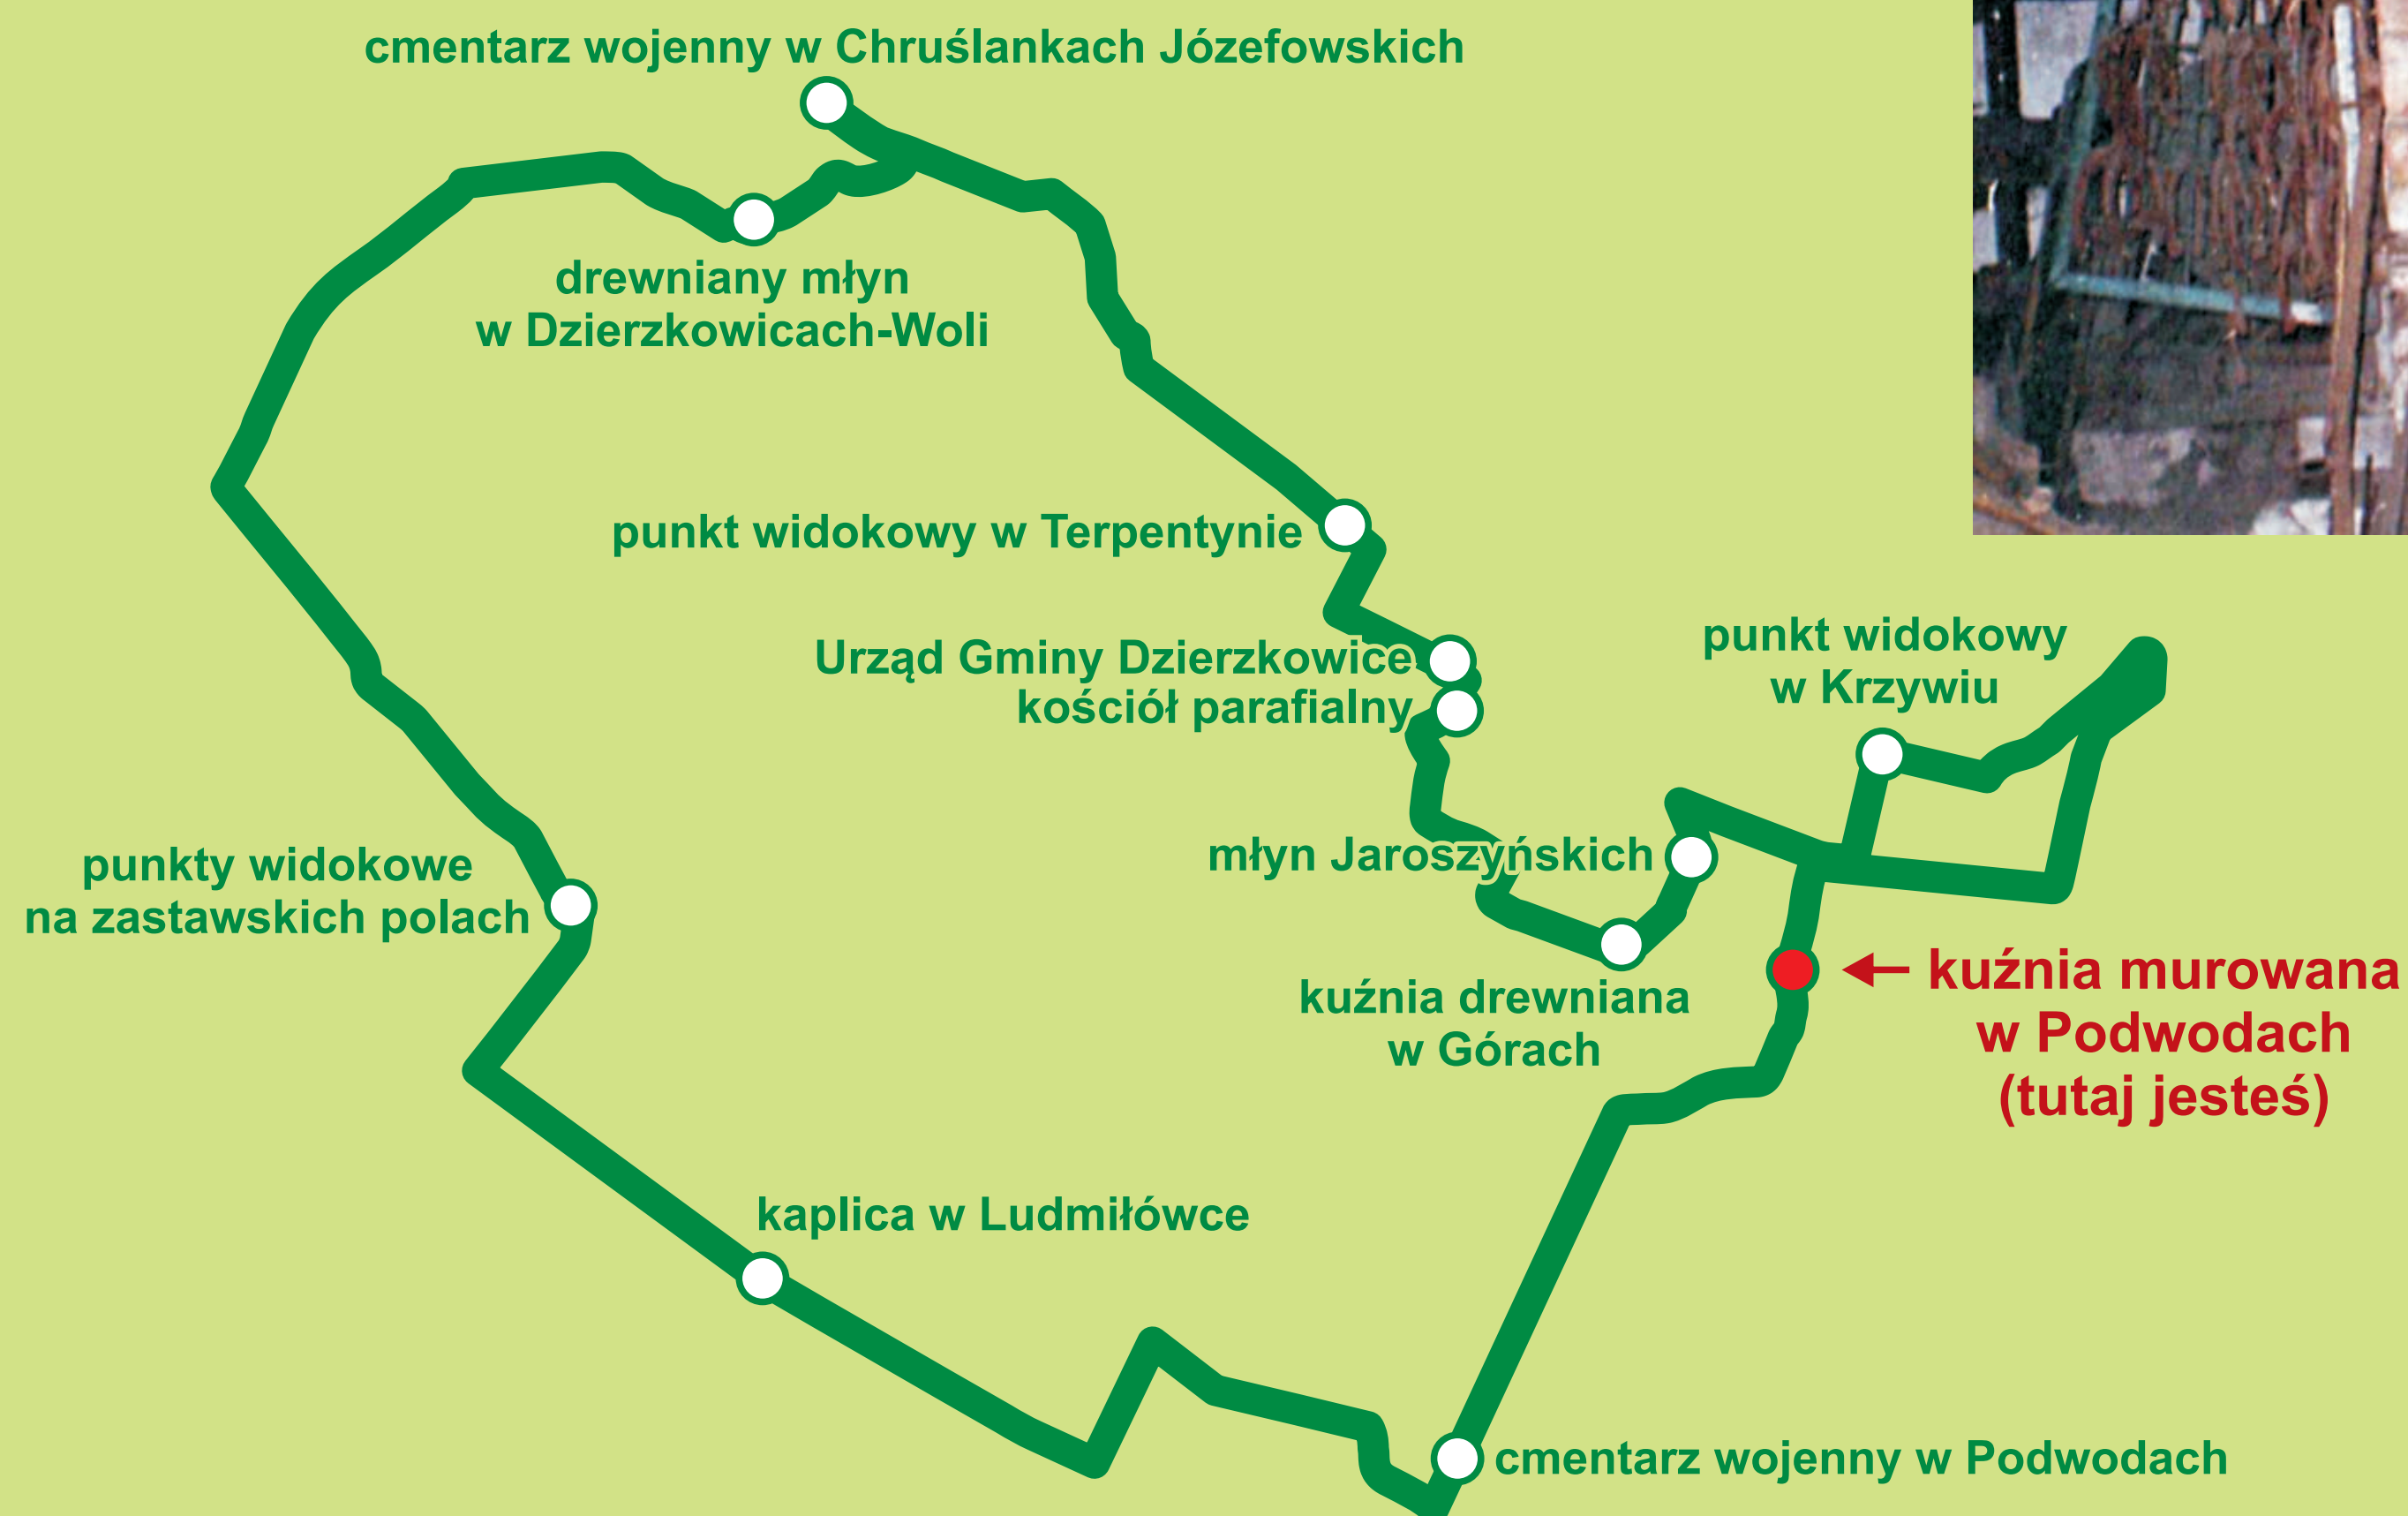 cmentarz wojenny w Chruślankach Józefowskich
drewniany młyn
w Dzierzkowicach-Woli
punkt widokowy w Terpentynie
Urząd Gminy Dzierzkowice
kościół parafialny
punkt widokowy
w Krzywiu
młyn Jaroszyńskich
punkty widokowe
na zastawskich polach
kuźnia murowana
w Podwodach
(tutaj jesteś)
kuźnia drewniana
w Górach
kaplica w Ludmiłówce
cmentarz wojenny w Podwodach